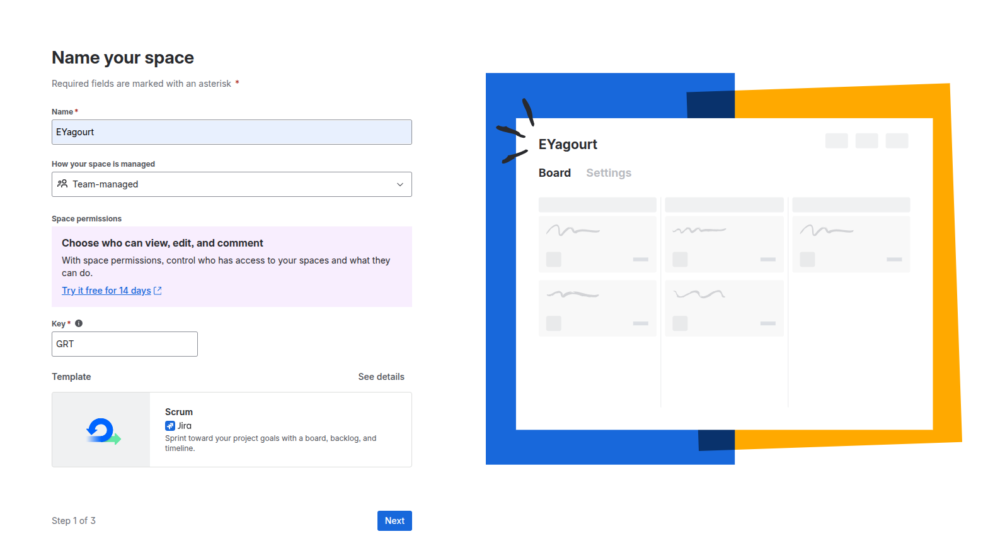 Name your space
Required fields are marked with an asterisk *
Name *
EYagourt
How your space is managed
Team-managed
Space permissions
Choose who can view, edit, and comment
With space permissions, control who has access to your spaces and what they
can do.
Try it free for 14 days
Key *
GRT
Template
See details
Scrum
Jira
Sprint toward your project goals with a board, backlog, and
timeline.
Step 1 of 3
Next
EYagourt
Board Settings